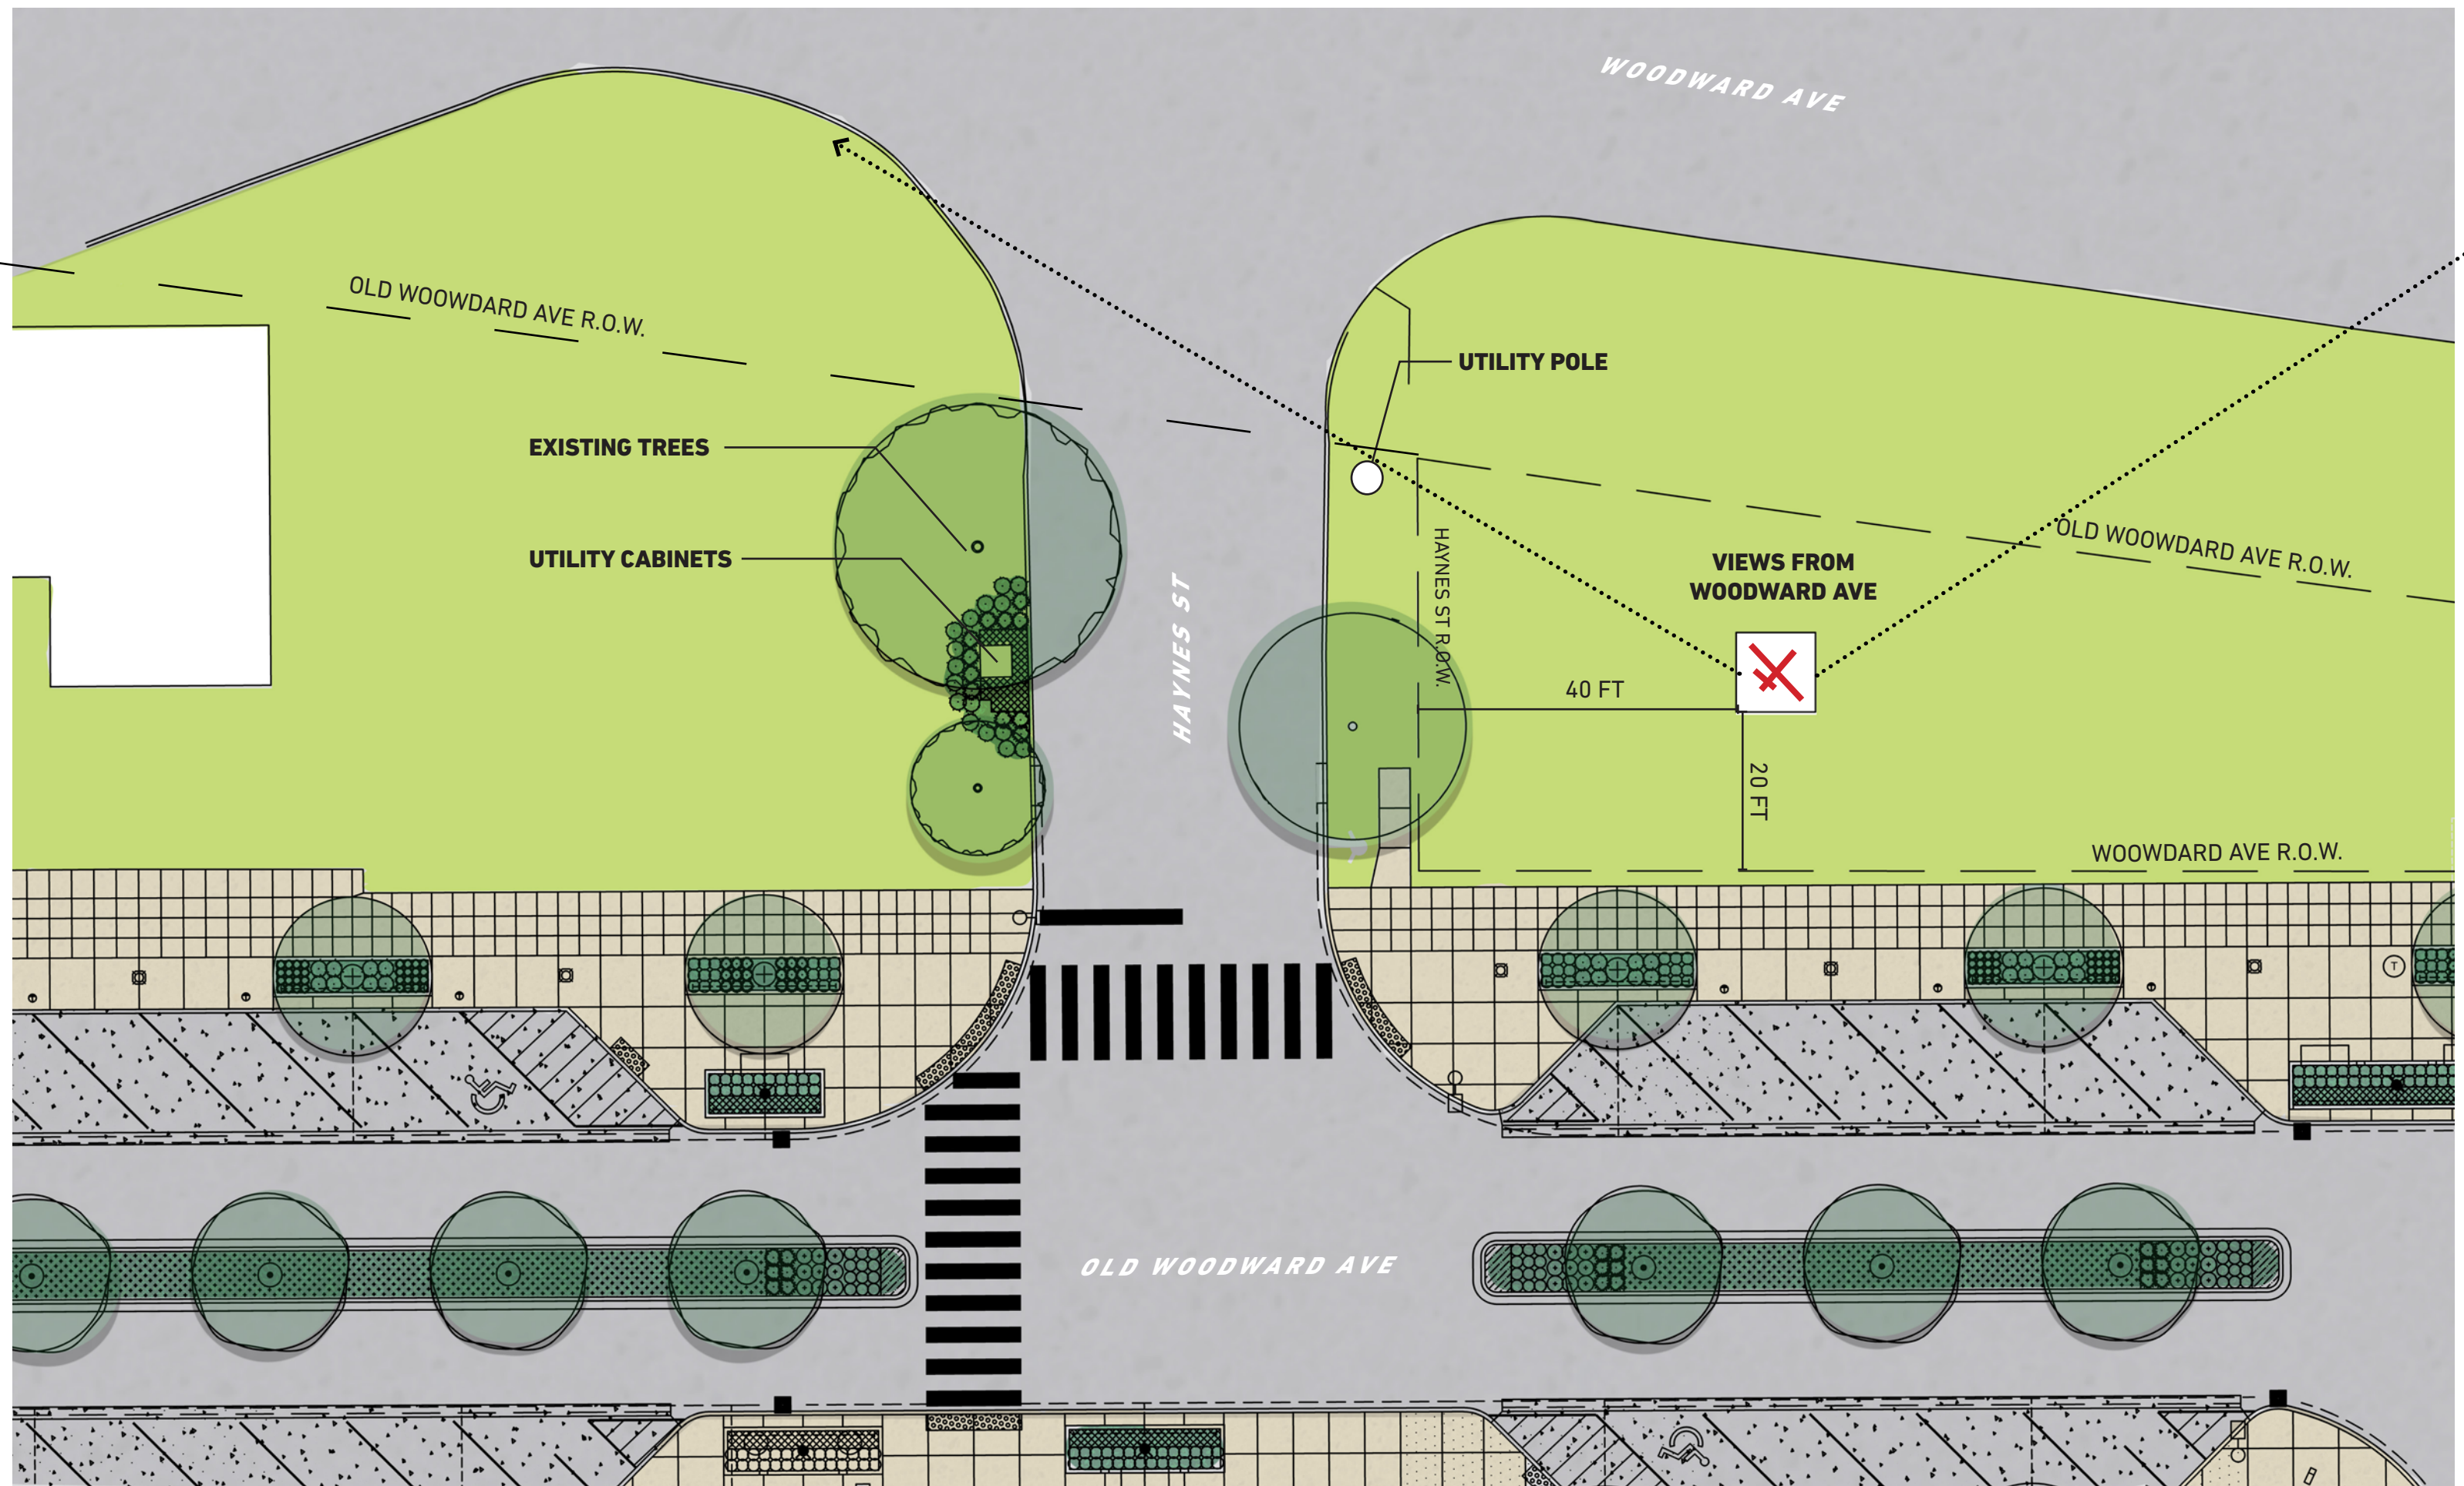 WOODWARD AVE
OLD WOOWDARD AVE R.O.W.
UTILITY POLE
EXISTING TREES
UTILITY CABINETS
HAYNES ST
HAYNES ST R.O.W.
VIEWS FROM
WOODWARD AVE
OLD WOOWDARD AVE R.O.W.
40 FT
20 FT
WOOWDARD AVE R.O.W.
T
OLD WOODWARD AVE